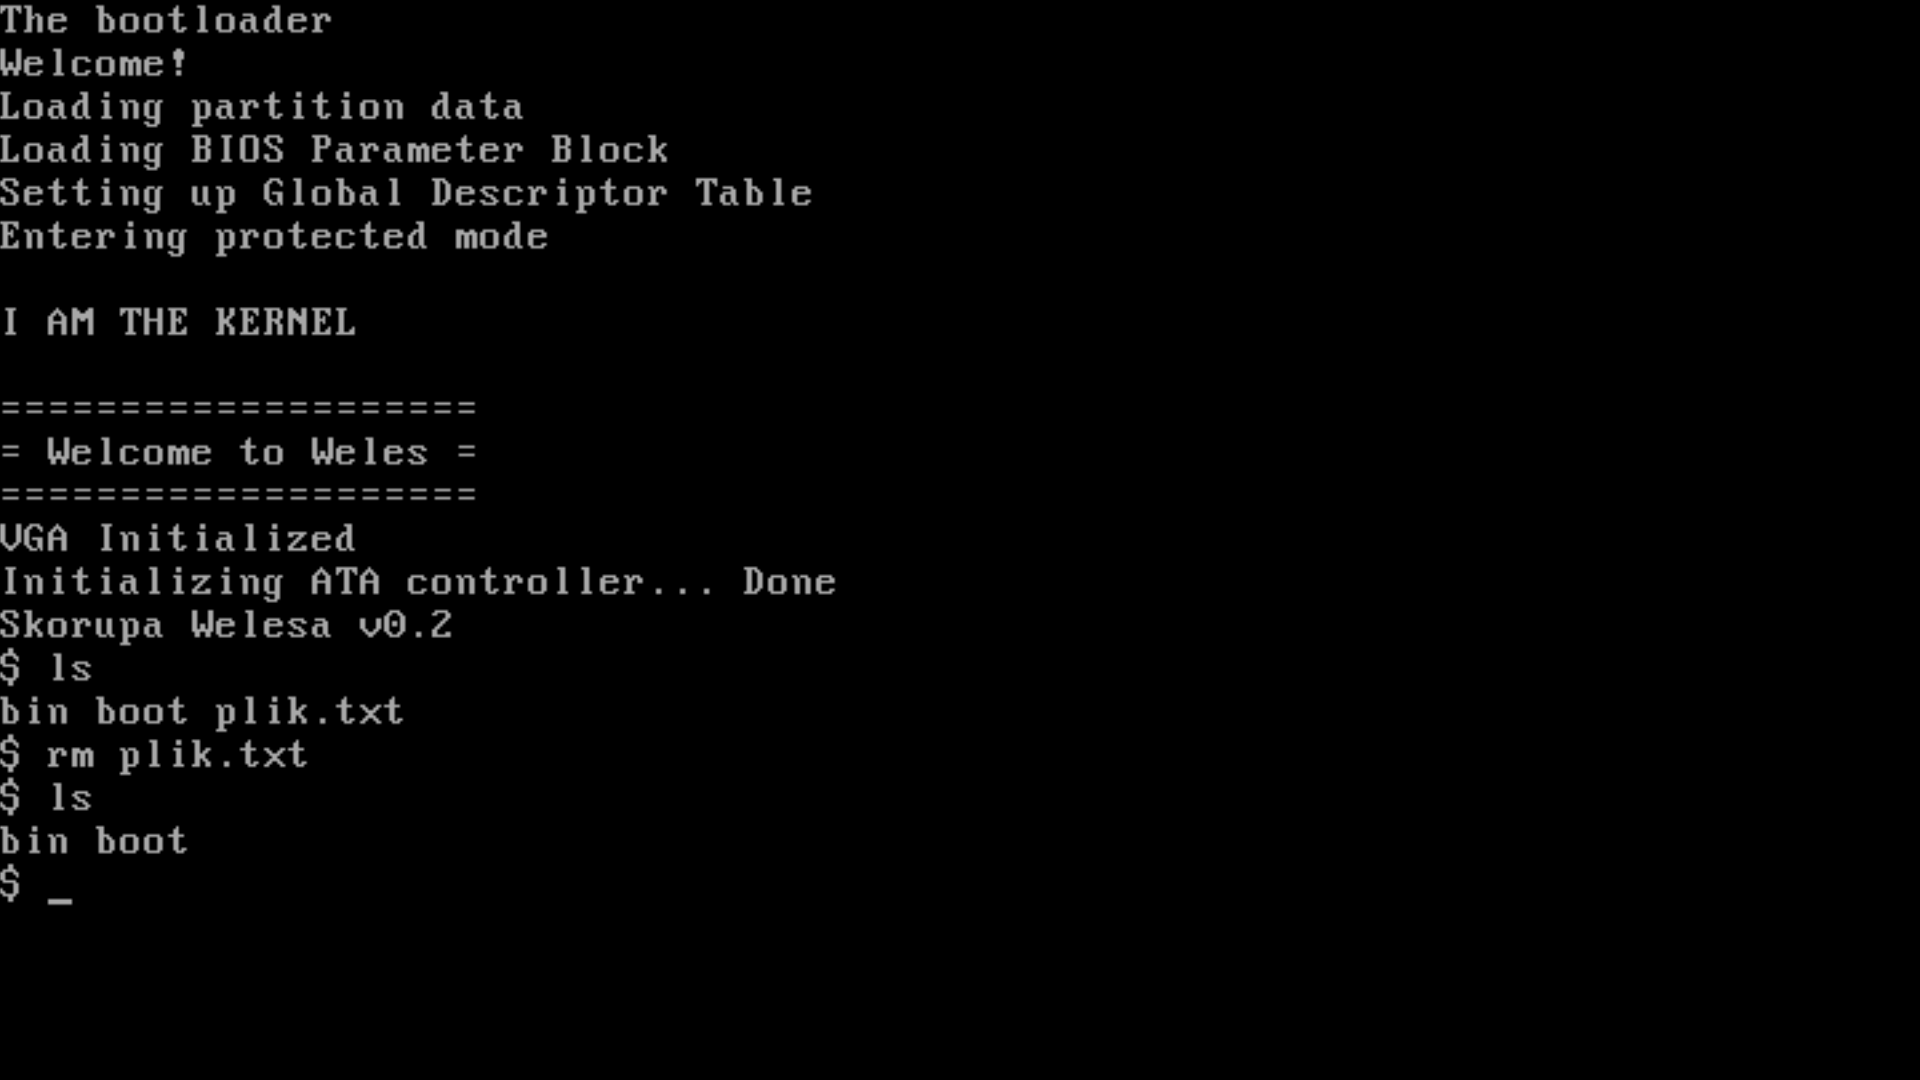 The bootloader
Welcome!
Loading partition data
Loading BIOS Parameter Block
Setting up Global Descriptor Table
Entering protected mode
I AM THE KERNEL
====================
= Welcome to Weles =
====================
VGA Initialized
Initializing ATA controller... Done
Skorupa Welesa v0.2
$ ls
bin boot plik.txt
$ rm plik.txt
$ ls
bin boot
$ _